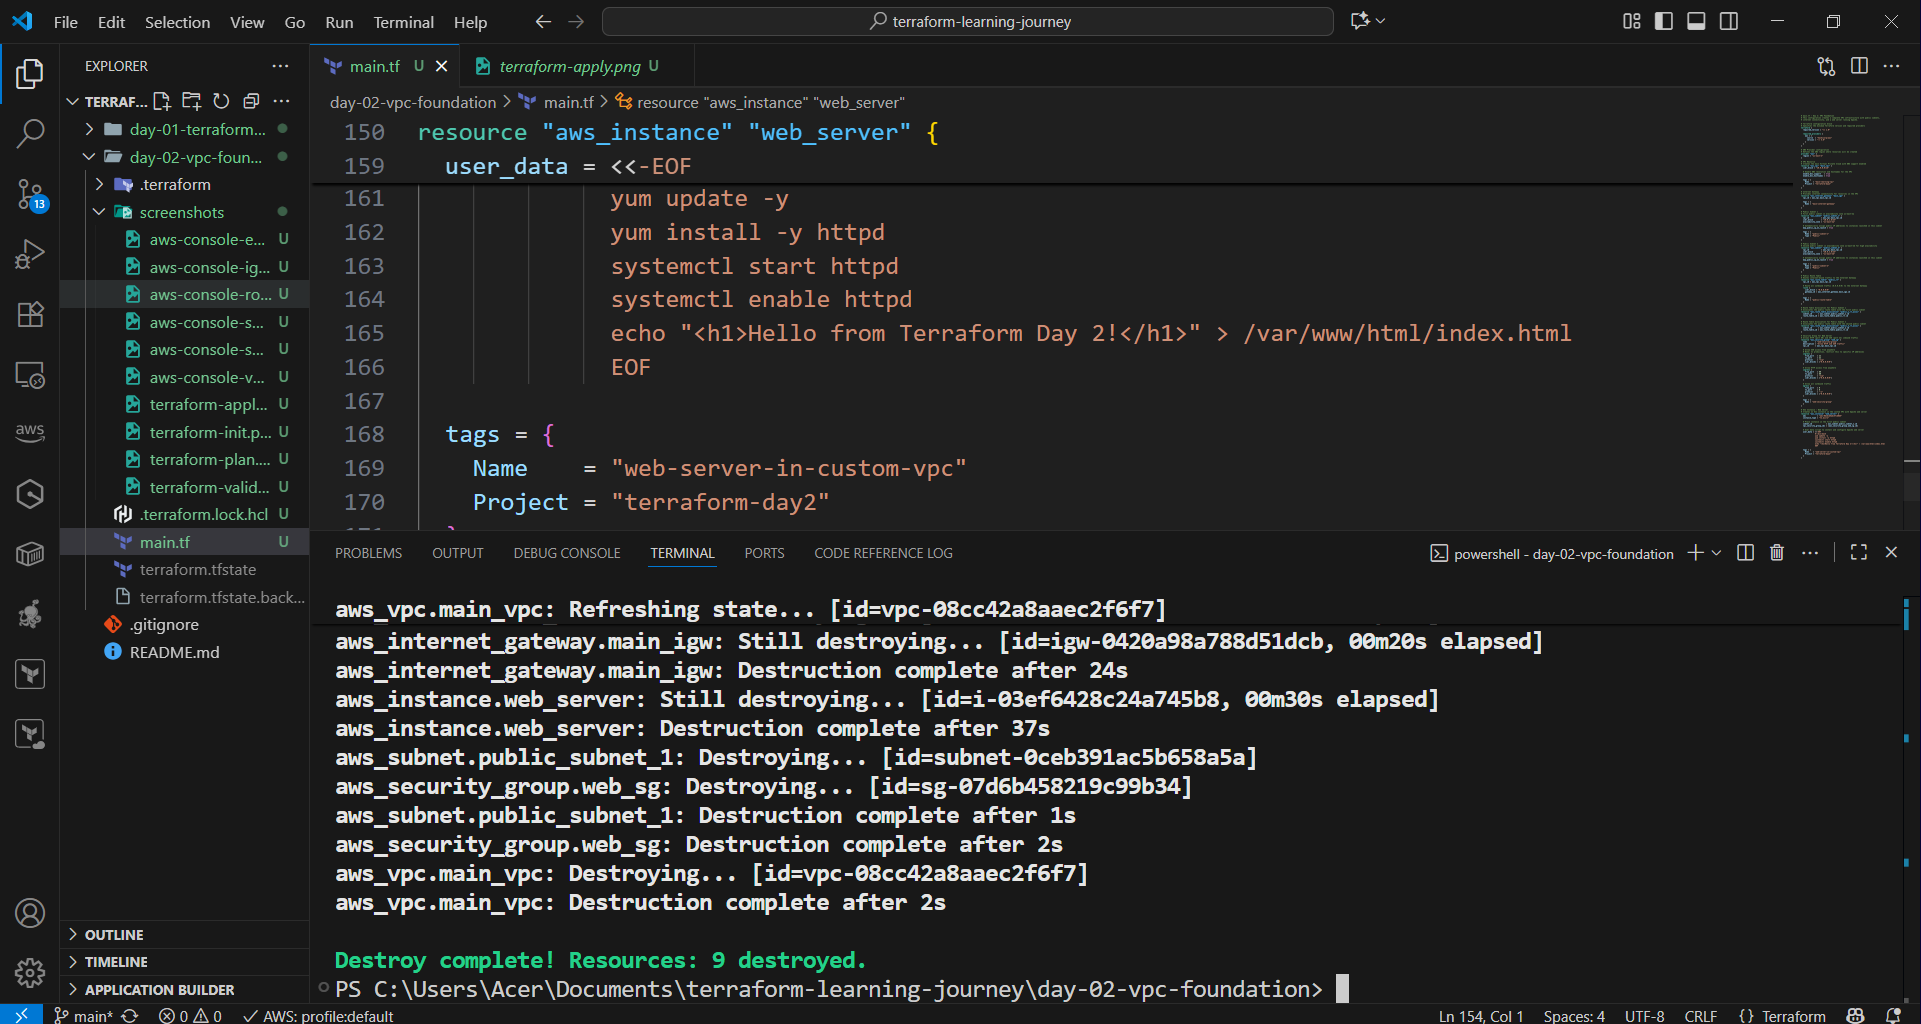 File Edit Selection View Go Run Terminal Help
terraform-learning-journey
EXPLORER
TERRAF...
day-01-terraform...
day-02-vpc-foun...
.terraform
screenshots
aws-console-e... U
aws-console-ig... U
aws-console-ro... U
aws-console-s... U
aws-console-s... U
aws-console-v... U
terraform-appl... U
terraform-init.p... U
terraform-plan.... U
terraform-valid... U
.terraform.lock.hcl U
main.tf U
terraform.tfstate
terraform.tfstate.back...
.gitignore
README.md
OUTLINE
TIMELINE
APPLICATION BUILDER
13
aws
main.tf U
terraform-apply.png U
day-02-vpc-foundation > main.tf > resource "aws_instance" "web_server"
150 resource "aws_instance" "web_server" {
159 user_data = <<-EOF
161 yum update -y
162 yum install -y httpd
163 systemctl start httpd
164 systemctl enable httpd
165 echo "<h1>Hello from Terraform Day 2!</h1>" > /var/www/html/index.html
166 EOF
167
168 tags = {
169 Name = "web-server-in-custom-vpc"
170 Project = "terraform-day2"
PROBLEMS OUTPUT DEBUG CONSOLE TERMINAL PORTS CODE REFERENCE LOG
powershell - day-02-vpc-foundation
aws_vpc.main_vpc: Refreshing state... [id=vpc-08cc42a8aaec2f6f7]
aws_internet_gateway.main_igw: Still destroying... [id=igw-0420a98a788d51dcb, 00m20s elapsed]
aws_internet_gateway.main_igw: Destruction complete after 24s
aws_instance.web_server: Still destroying... [id=i-03ef6428c24a745b8, 00m30s elapsed]
aws_instance.web_server: Destruction complete after 37s
aws_subnet.public_subnet_1: Destroying... [id=subnet-0ceb391ac5b658a5a]
aws_security_group.web_sg: Destroying... [id=sg-07d6b458219c99b34]
aws_subnet.public_subnet_1: Destruction complete after 1s
aws_security_group.web_sg: Destruction complete after 2s
aws_vpc.main_vpc: Destroying... [id=vpc-08cc42a8aaec2f6f7]
aws_vpc.main_vpc: Destruction complete after 2s
Destroy complete! Resources: 9 destroyed.
PS C:\Users\Acer\Documents\terraform-learning-journey\day-02-vpc-foundation>
main* 0 0 AWS: profile:default
Ln 154, Col 1 Spaces: 4 UTF-8 CRLF {} Terraform